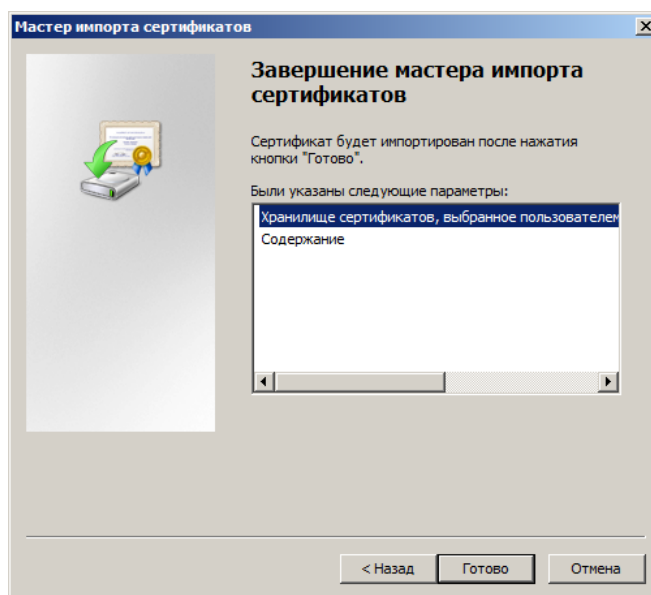 Мастер импорта сертификатов
Завершение мастера импорта
сертификатов
Сертификат будет импортирован после нажатия
кнопки "Готово".
Были указаны следующие параметры:
Хранилище сертификатов, выбранное пользователем
Содержание
< Назад
Готово
Отмена